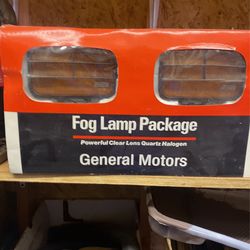 Fog Lamp Package
Powerful Clear Lens Quartz Halogen
General Motors